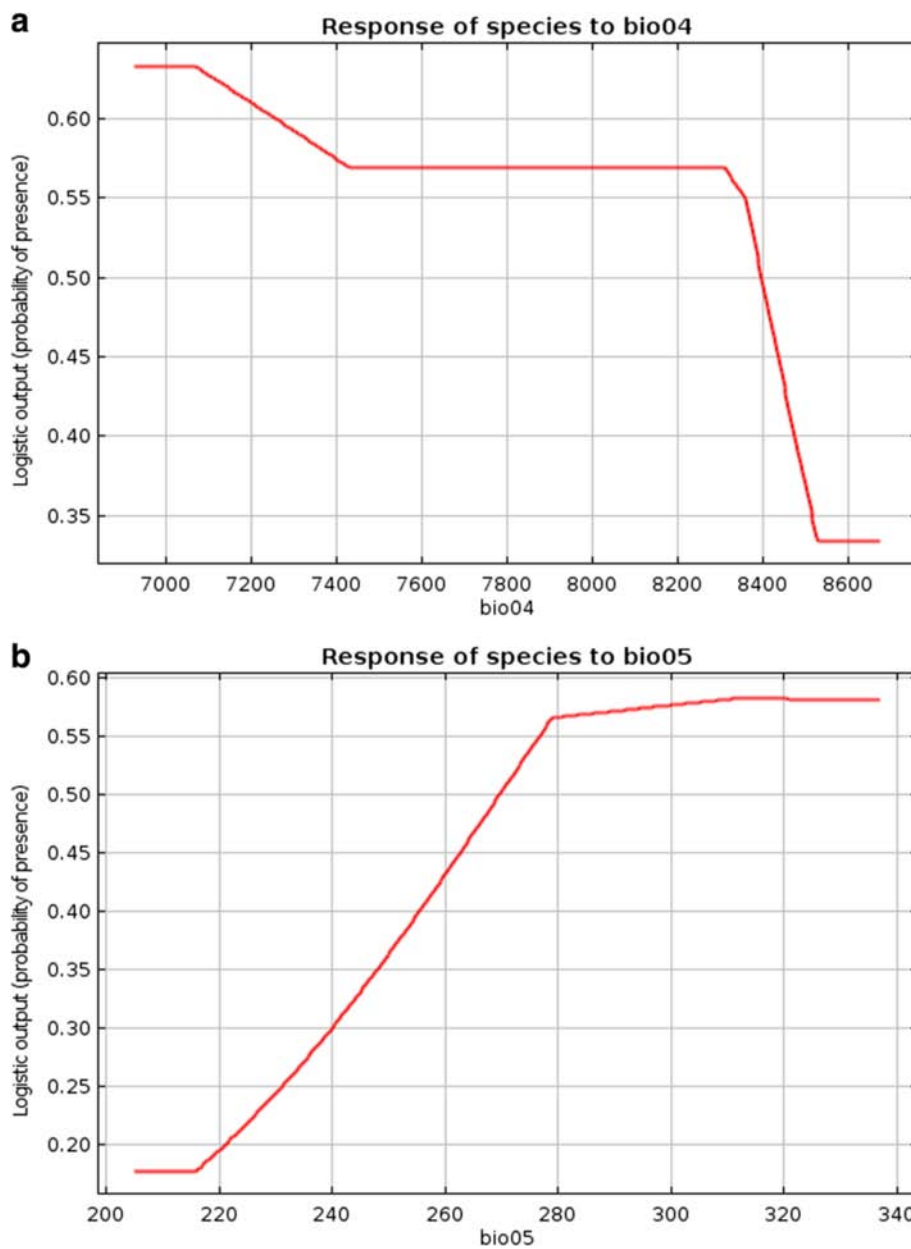 a
Response of species to bio04
Logistic output (probability of presence)
0.60
0.55
0.50
0.45
0.40
0.35
7000 7200 7400 7600 7800 8000 8200 8400 8600
bio04
b
Response of species to bio05
Logistic output (probability of presence)
0.60
0.55
0.50
0.45
0.40
0.35
0.30
0.25
0.20
200 220 240 260 280 300 320 340
bio05